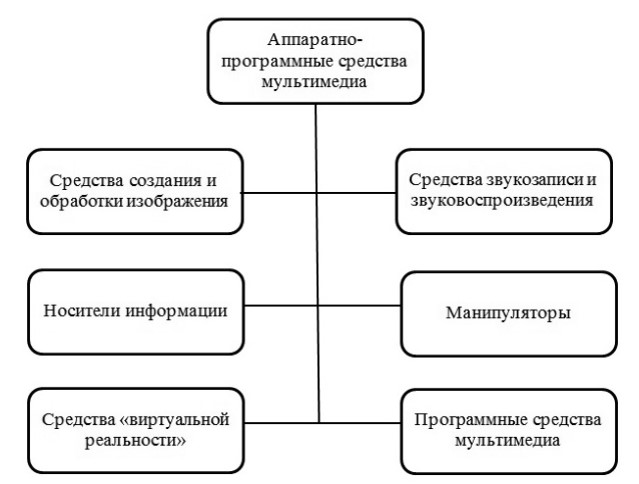 Аппаратно-
программные средства
мультимедиа
Средства создания и
обработки изображения
Средства звукозаписи и
звуковоспроизведения
Носители информации
Манипуляторы
Средства «виртуальной
реальности»
Программные средства
мультимедиа